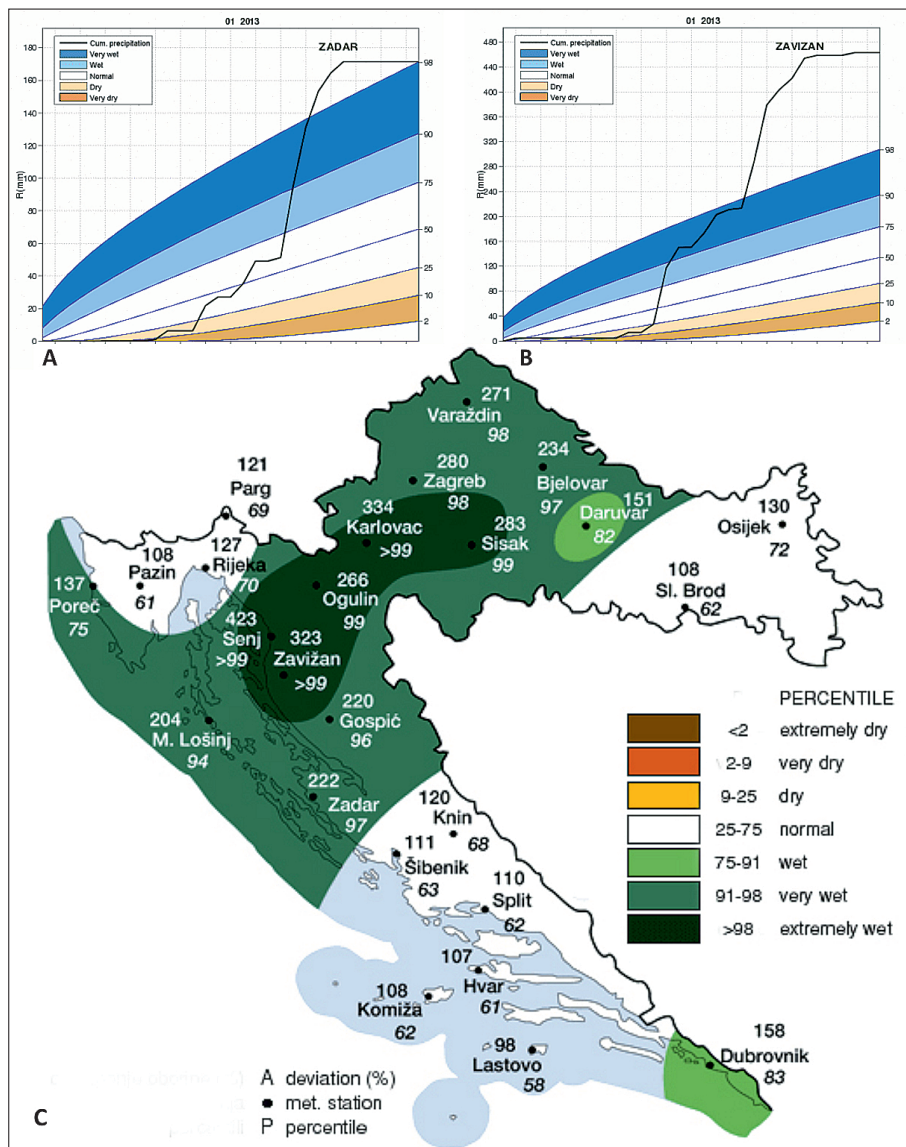 01 2013
ZADAR
Cum. precipitation
Very wet
Wet
Normal
Dry
Very dry
R(mm)
180
160
140
120
100
80
60
40
20
0
98
90
75
50
25
10
2
A
01 2013
ZAVIZAN
Cum. precipitation
Very wet
Wet
Normal
Dry
Very dry
R(mm)
480
440
400
360
320
280
240
200
160
120
80
40
0
98
90
75
50
25
10
2
B
271
Varaždin
98
280
Zagreb
98
234
Bjelovar
97
151
Daruvar
82
121
Parg
69
334
Karlovac
>99
283
Sisak
99
130
Osijek
72
108
Pazin
61
127
Rijeka
70
137
Poreč
75
266
Ogulin
99
108
Sl. Brod
62
423
Senj
>99
323
Zavižan
>99
220
Gospić
96
204
M. Lošinj
94
222
Zadar
97
120
Knin
68
111
Šibenik
63
110
Split
62
107
Hvar
61
108
Komiža
62
98
Lastovo
58
158
Dubrovnik
83
PERCENTILE
<2 extremely dry
2-9 very dry
9-25 dry
25-75 normal
75-91 wet
91-98 very wet
>98 extremely wet
A deviation (%)
met. station
P percentile
C